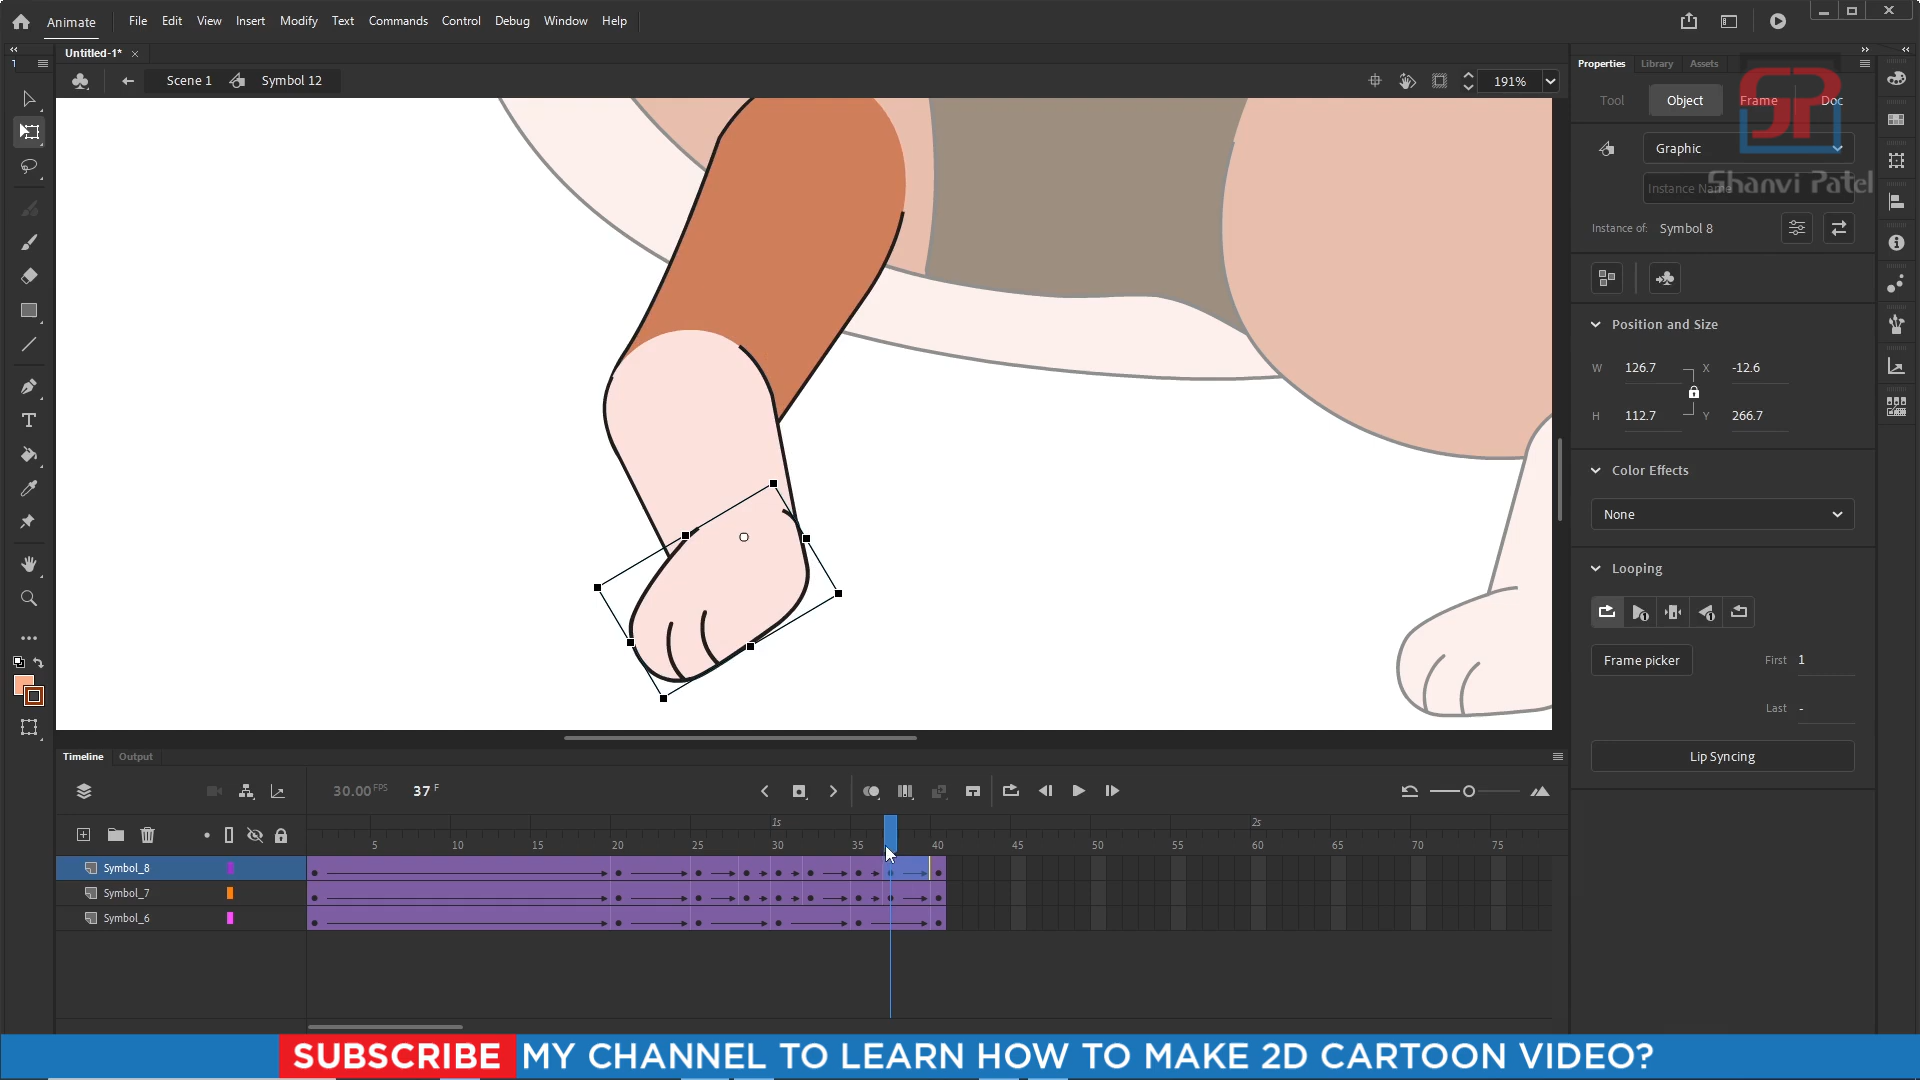 Animate File Edit View Insert Modify Text Commands Control Debug Window Help
Untitled-1*
Scene 1 Symbol 12 191%
Properties Library Assets
Tool Object Frame Doc
SP
Graphic
Instance Name
Shanvi Patel
Instance of: Symbol 8
Position and Size
W 126.7 X -12.6
H 112.7 Y 266.7
Color Effects
None
Looping
Frame picker First 1
Last -
Lip Syncing
Timeline Output
30.00 FPS 37 F
1s 2s
5 10 15 20 25 30 35 40 45 50 55 60 65 70 75
Symbol_8
Symbol_7
Symbol_6
SUBSCRIBE MY CHANNEL TO LEARN HOW TO MAKE 2D CARTOON VIDEO?